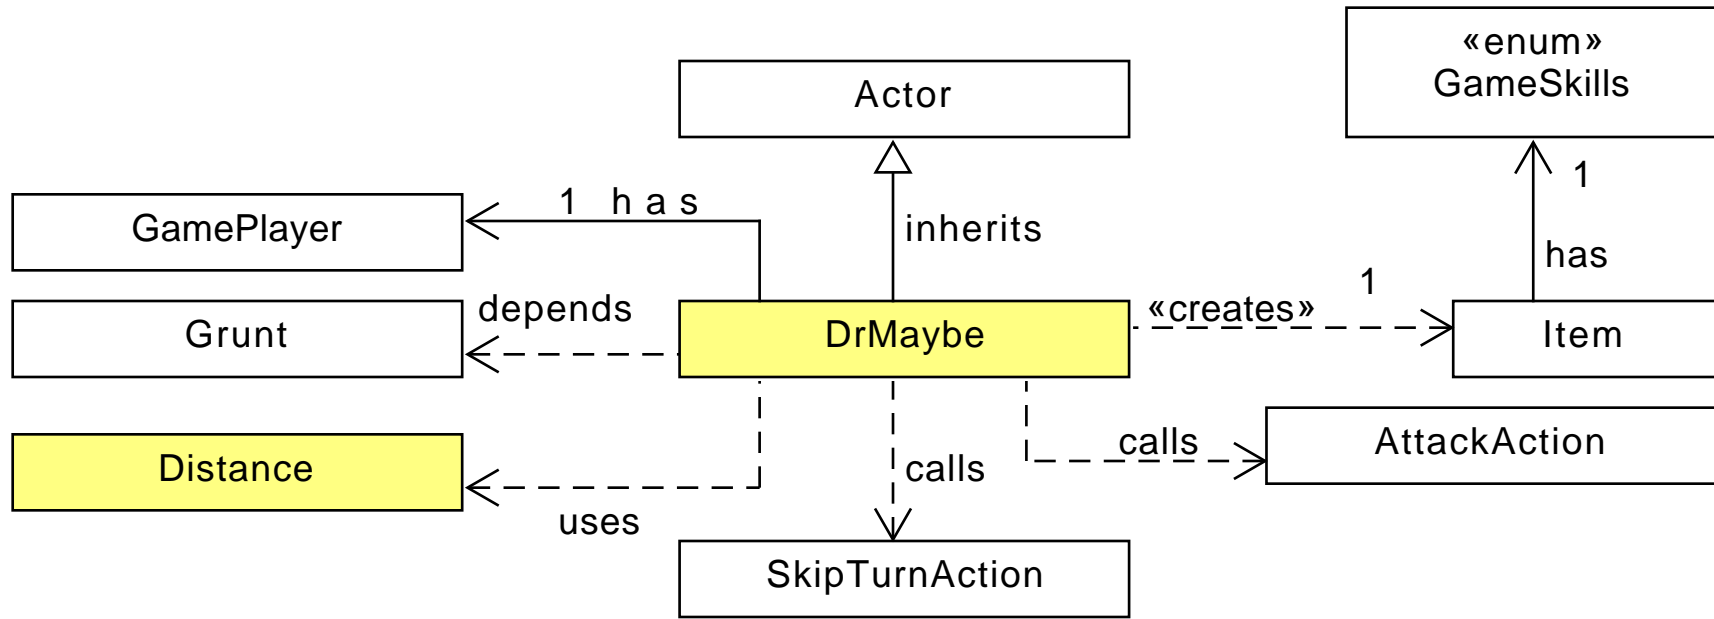 «enum»
GameSkills
Actor
1
1 has
GamePlayer
inherits
has
1
depends
«creates»
Grunt
DrMaybe
Item
calls
AttackAction
Distance
calls
uses
SkipTurnAction